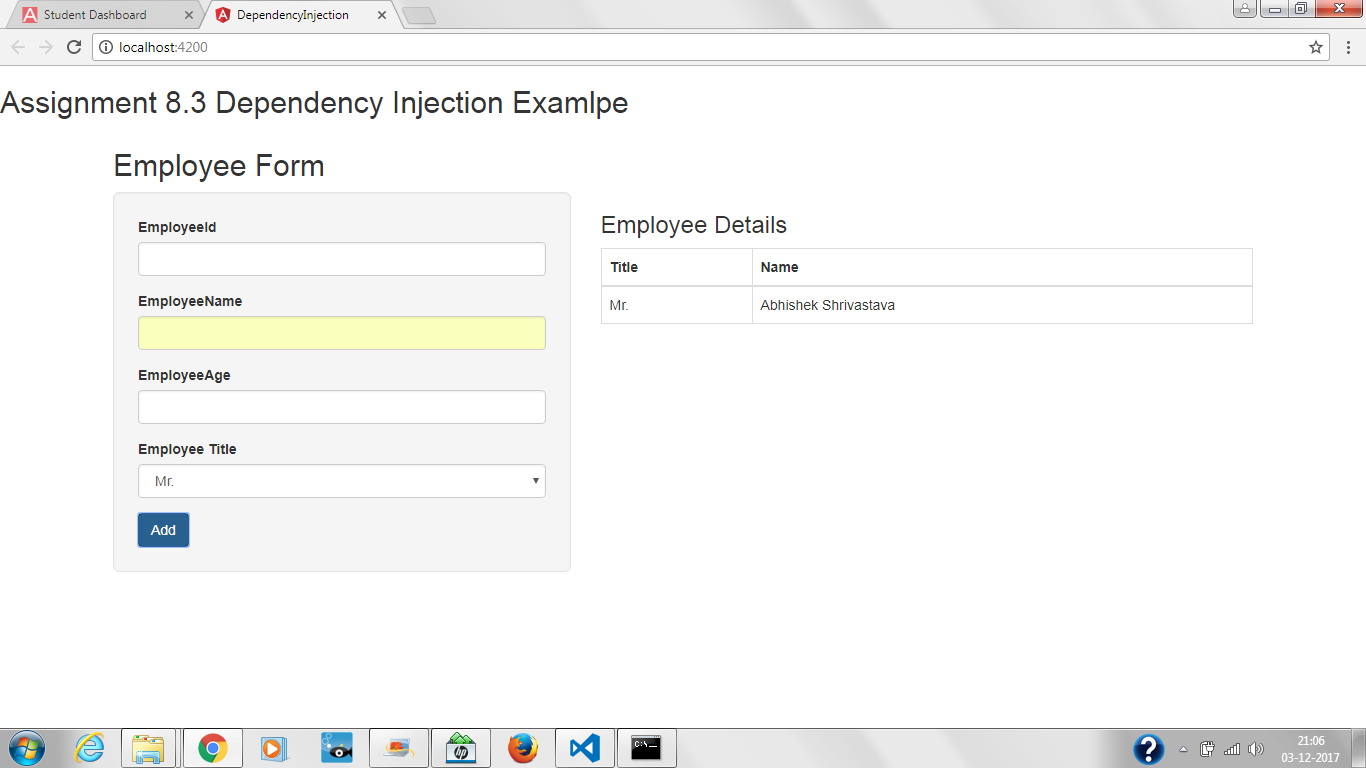 Student Dashboard
DependencyInjection
localhost:4200
Assignment 8.3 Dependency Injection Examlpe
Employee Form
EmployeeId
EmployeeName
EmployeeAge
Employee Title
Mr.
Add
Employee Details
Title Name
Mr. Abhishek Shrivastava
hp
C:\_
?
21:06
03-12-2017